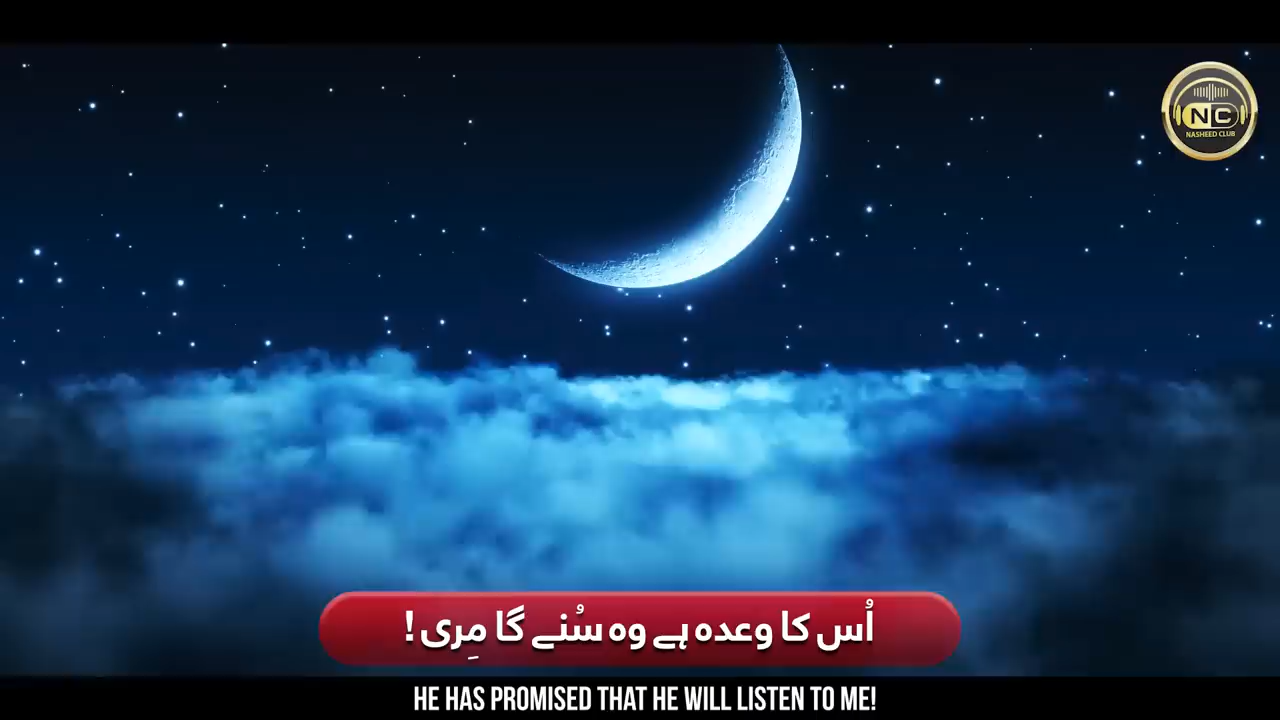 NC
NASHEED CLUB
اُس کا وعدہ ہے وہ سُنے گا مِری!
HE HAS PROMISED THAT HE WILL LISTEN TO ME!